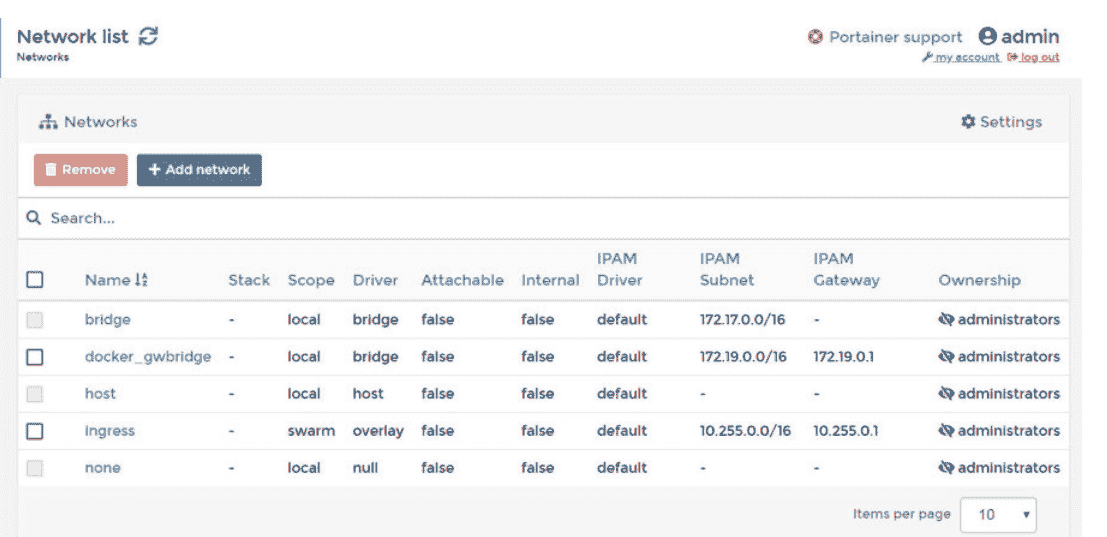 Network list
Portainer support admin
Networks
my account log out
Networks
Settings
Remove
+ Add network
Search...
Name Stack Scope Driver Attachable Internal IPAM Driver IPAM Subnet IPAM Gateway Ownership
bridge - local bridge false false default 172.17.0.0/16 - administrators
docker_gwbridge - local bridge false false default 172.19.0.0/16 172.19.0.1 administrators
host - local host false false default - - administrators
ingress - swarm overlay false false default 10.255.0.0/16 10.255.0.1 administrators
none - local null false false default - - administrators
Items per page 10